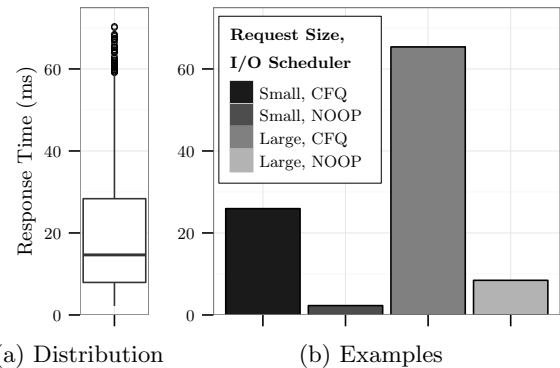 Response Time (ms)
60
40
20
0
60
40
20
0
Request Size,
I/O Scheduler
Small, CFQ
Small, NOOP
Large, CFQ
Large, NOOP
a) Distribution
(b) Examples